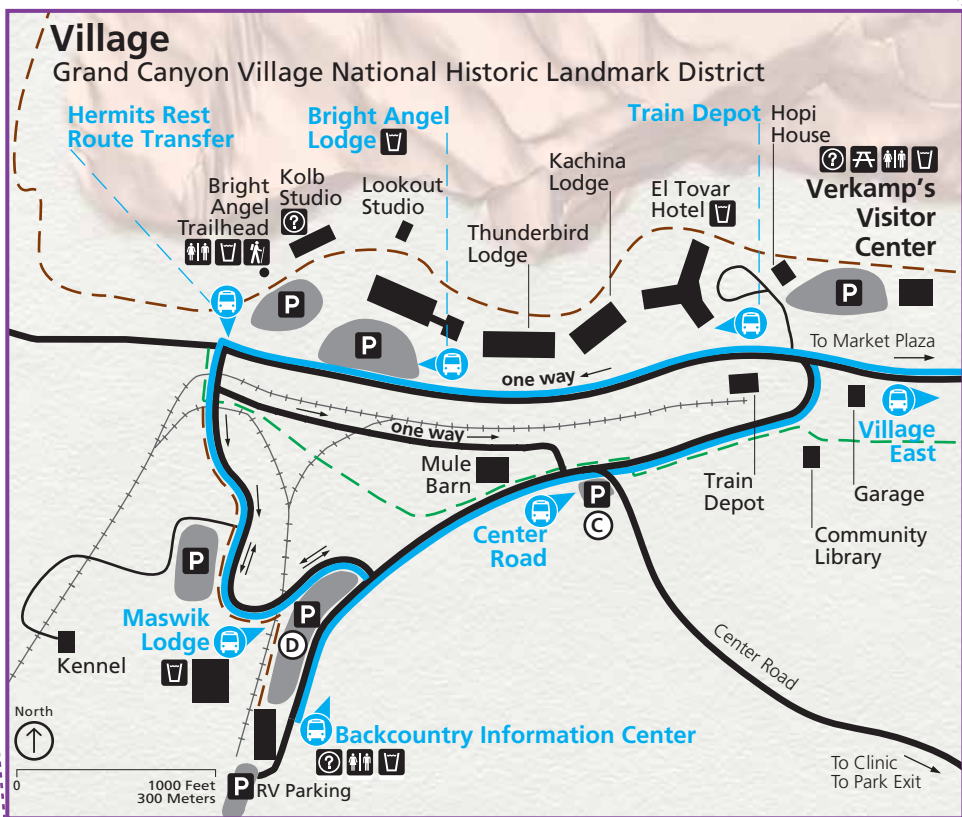 Village
Grand Canyon Village National Historic Landmark District
Hermits Rest
Route Transfer
Bright Angel
Lodge
Train Depot
Hopi
House
Verkamp's
Visitor
Center
Bright
Angel
Trailhead
Kolb
Studio
?
Lookout
Studio
Kachina
Lodge
El Tovar
Hotel
Thunderbird
Lodge
?
P
P
P
To Market Plaza
one way
one way
Village
East
Mule
Barn
Train
Depot
Garage
Community
Library
Center
Road
P
C
P
Maswik
Lodge
P
D
Kennel
Center Road
North
Backcountry Information Center
?
0
1000 Feet
300 Meters
P
RV Parking
To Clinic
To Park Exit